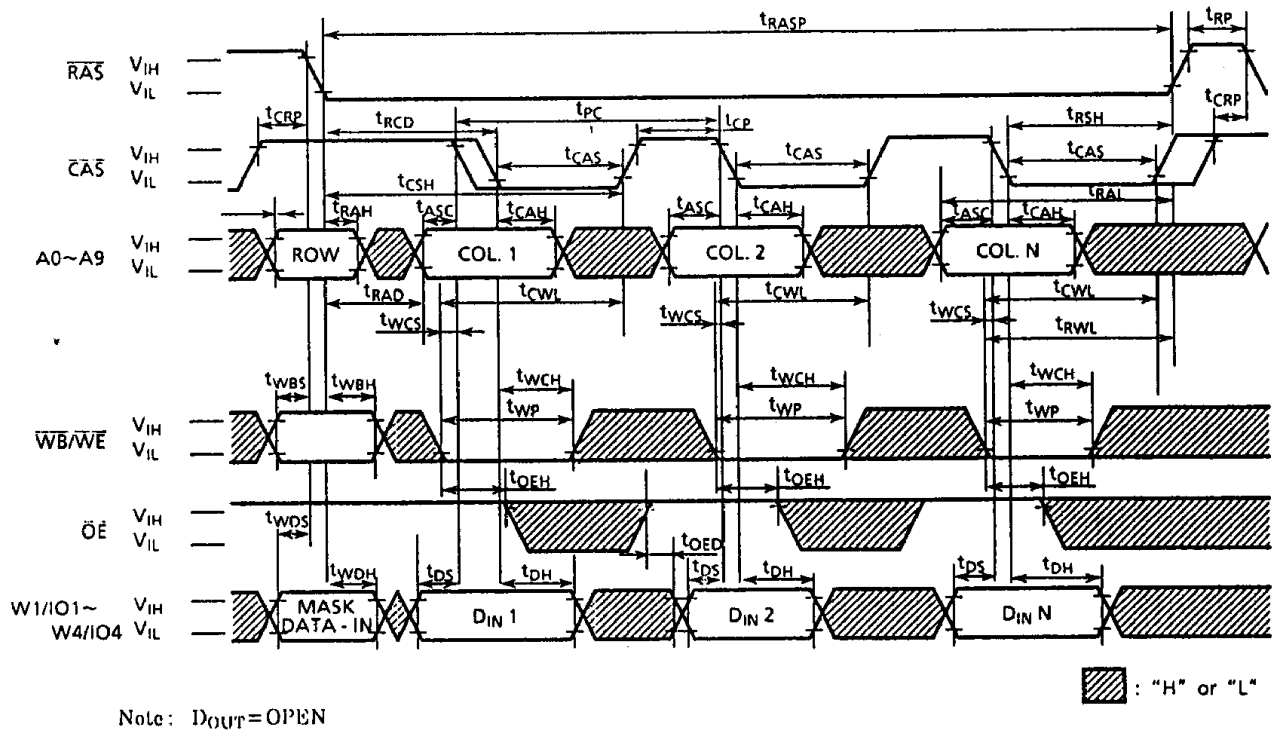 tRASP
tRP
RAS VIH
VIL
tCRP
tRCD
tPC
tCP
tRSH
tCRP
CAS VIH
VIL
tCAS
tCAS
tCAS
tCSH
tRAL
tRAH
tASC
tCAH
tASC
tCAH
tASC
tCAH
A0~A9 VIH
VIL
ROW
COL. 1
COL. 2
COL. N
tRAD
tCWL
tCWL
tCWL
tWCS
tWCS
tWCS
tRWL
tWBS
tWBH
tWCH
tWCH
tWCH
tWP
tWP
tWP
WB/WE VIH
VIL
tOEH
tOEH
tOEH
OE VIH
VIL
tWDS
tOED
tWDH
tDS
tDH
tDS
tDH
tDS
tDH
W1/IO1~ VIH
W4/IO4 VIL
MASK
DATA-IN
DIN 1
DIN 2
DIN N
: "H" or "L"
Note: DOUT=OPEN